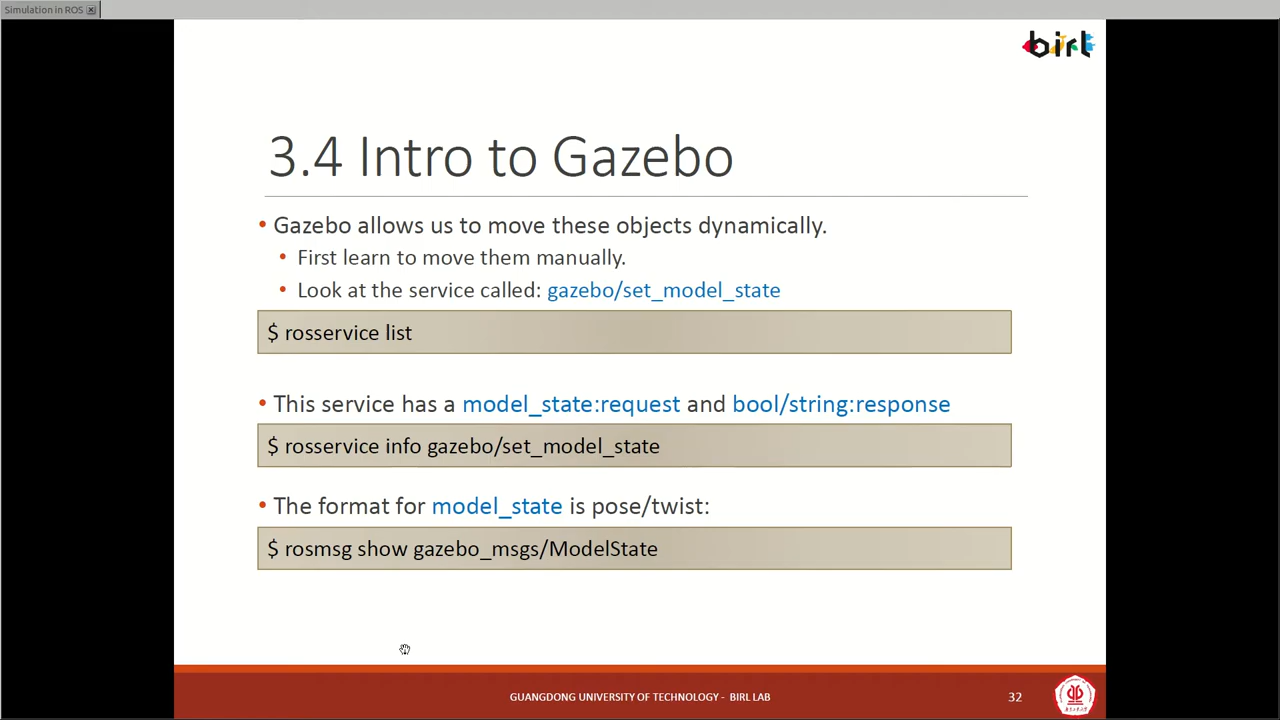 Simulation in ROS
birl
3.4 Intro to Gazebo
• Gazebo allows us to move these objects dynamically.
• First learn to move them manually.
• Look at the service called: gazebo/set_model_state
$ rosservice list
• This service has a model_state:request and bool/string:response
$ rosservice info gazebo/set_model_state
• The format for model_state is pose/twist:
$ rosmsg show gazebo_msgs/ModelState
GUANGDONG UNIVERSITY OF TECHNOLOGY - BIRL LAB
32